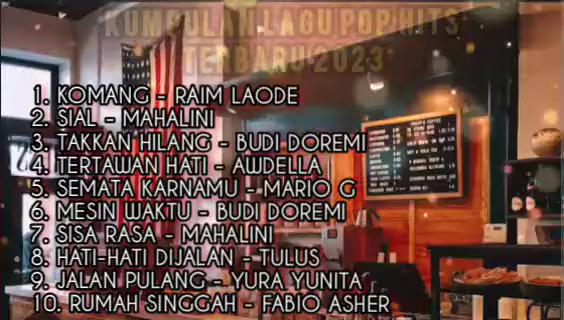 KUMPULAN LAGU POP HITS
TERBARU 2023
1. KOMANG - RAIM LAODE
2. SIAL - MAHALINI
3. TAKKAN HILANG - BUDI DOREMI
4. TERTAWAN HATI - AWDELLA
5. SEMATA KARNAMU - MARIO G
6. MESIN WAKTU - BUDI DOREMI
7. SISA RASA - MAHALINI
8. HATI-HATI DIJALAN - TULUS
9. JALAN PULANG - YURA YUNITA
10. RUMAH SINGGAH - FABIO ASHER